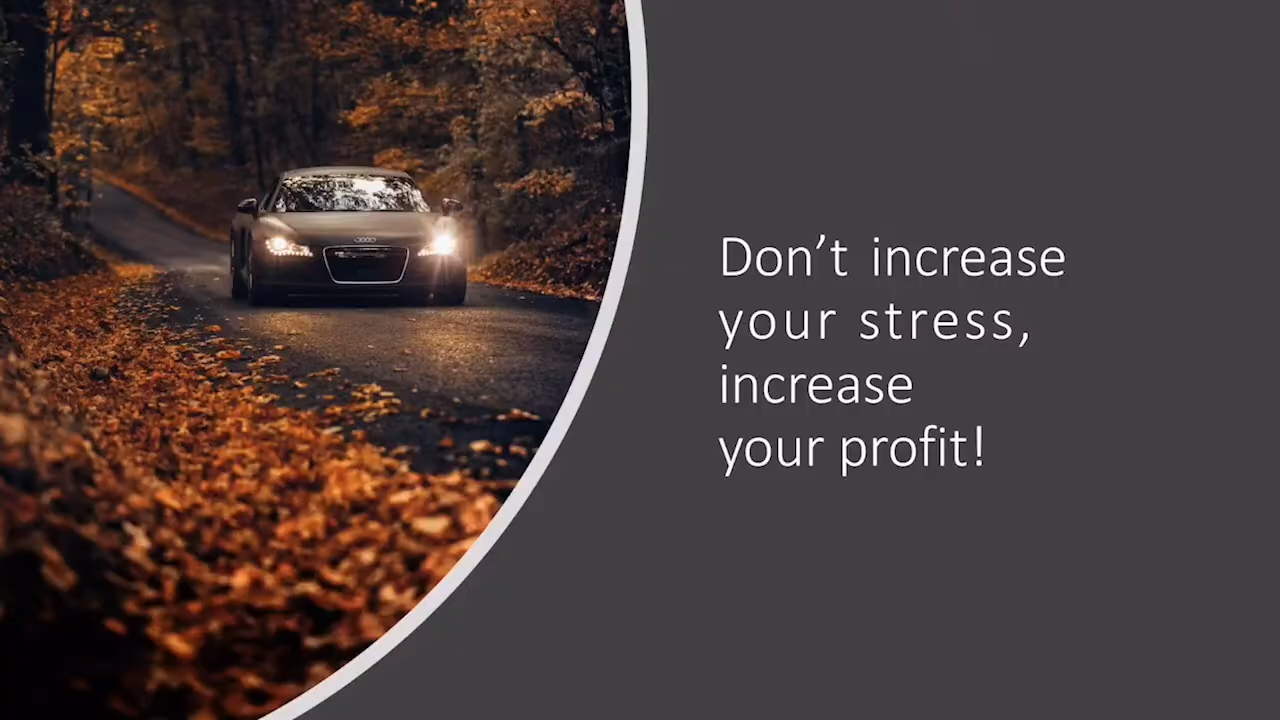 Don’t increase
your stress,
increase
your profit!